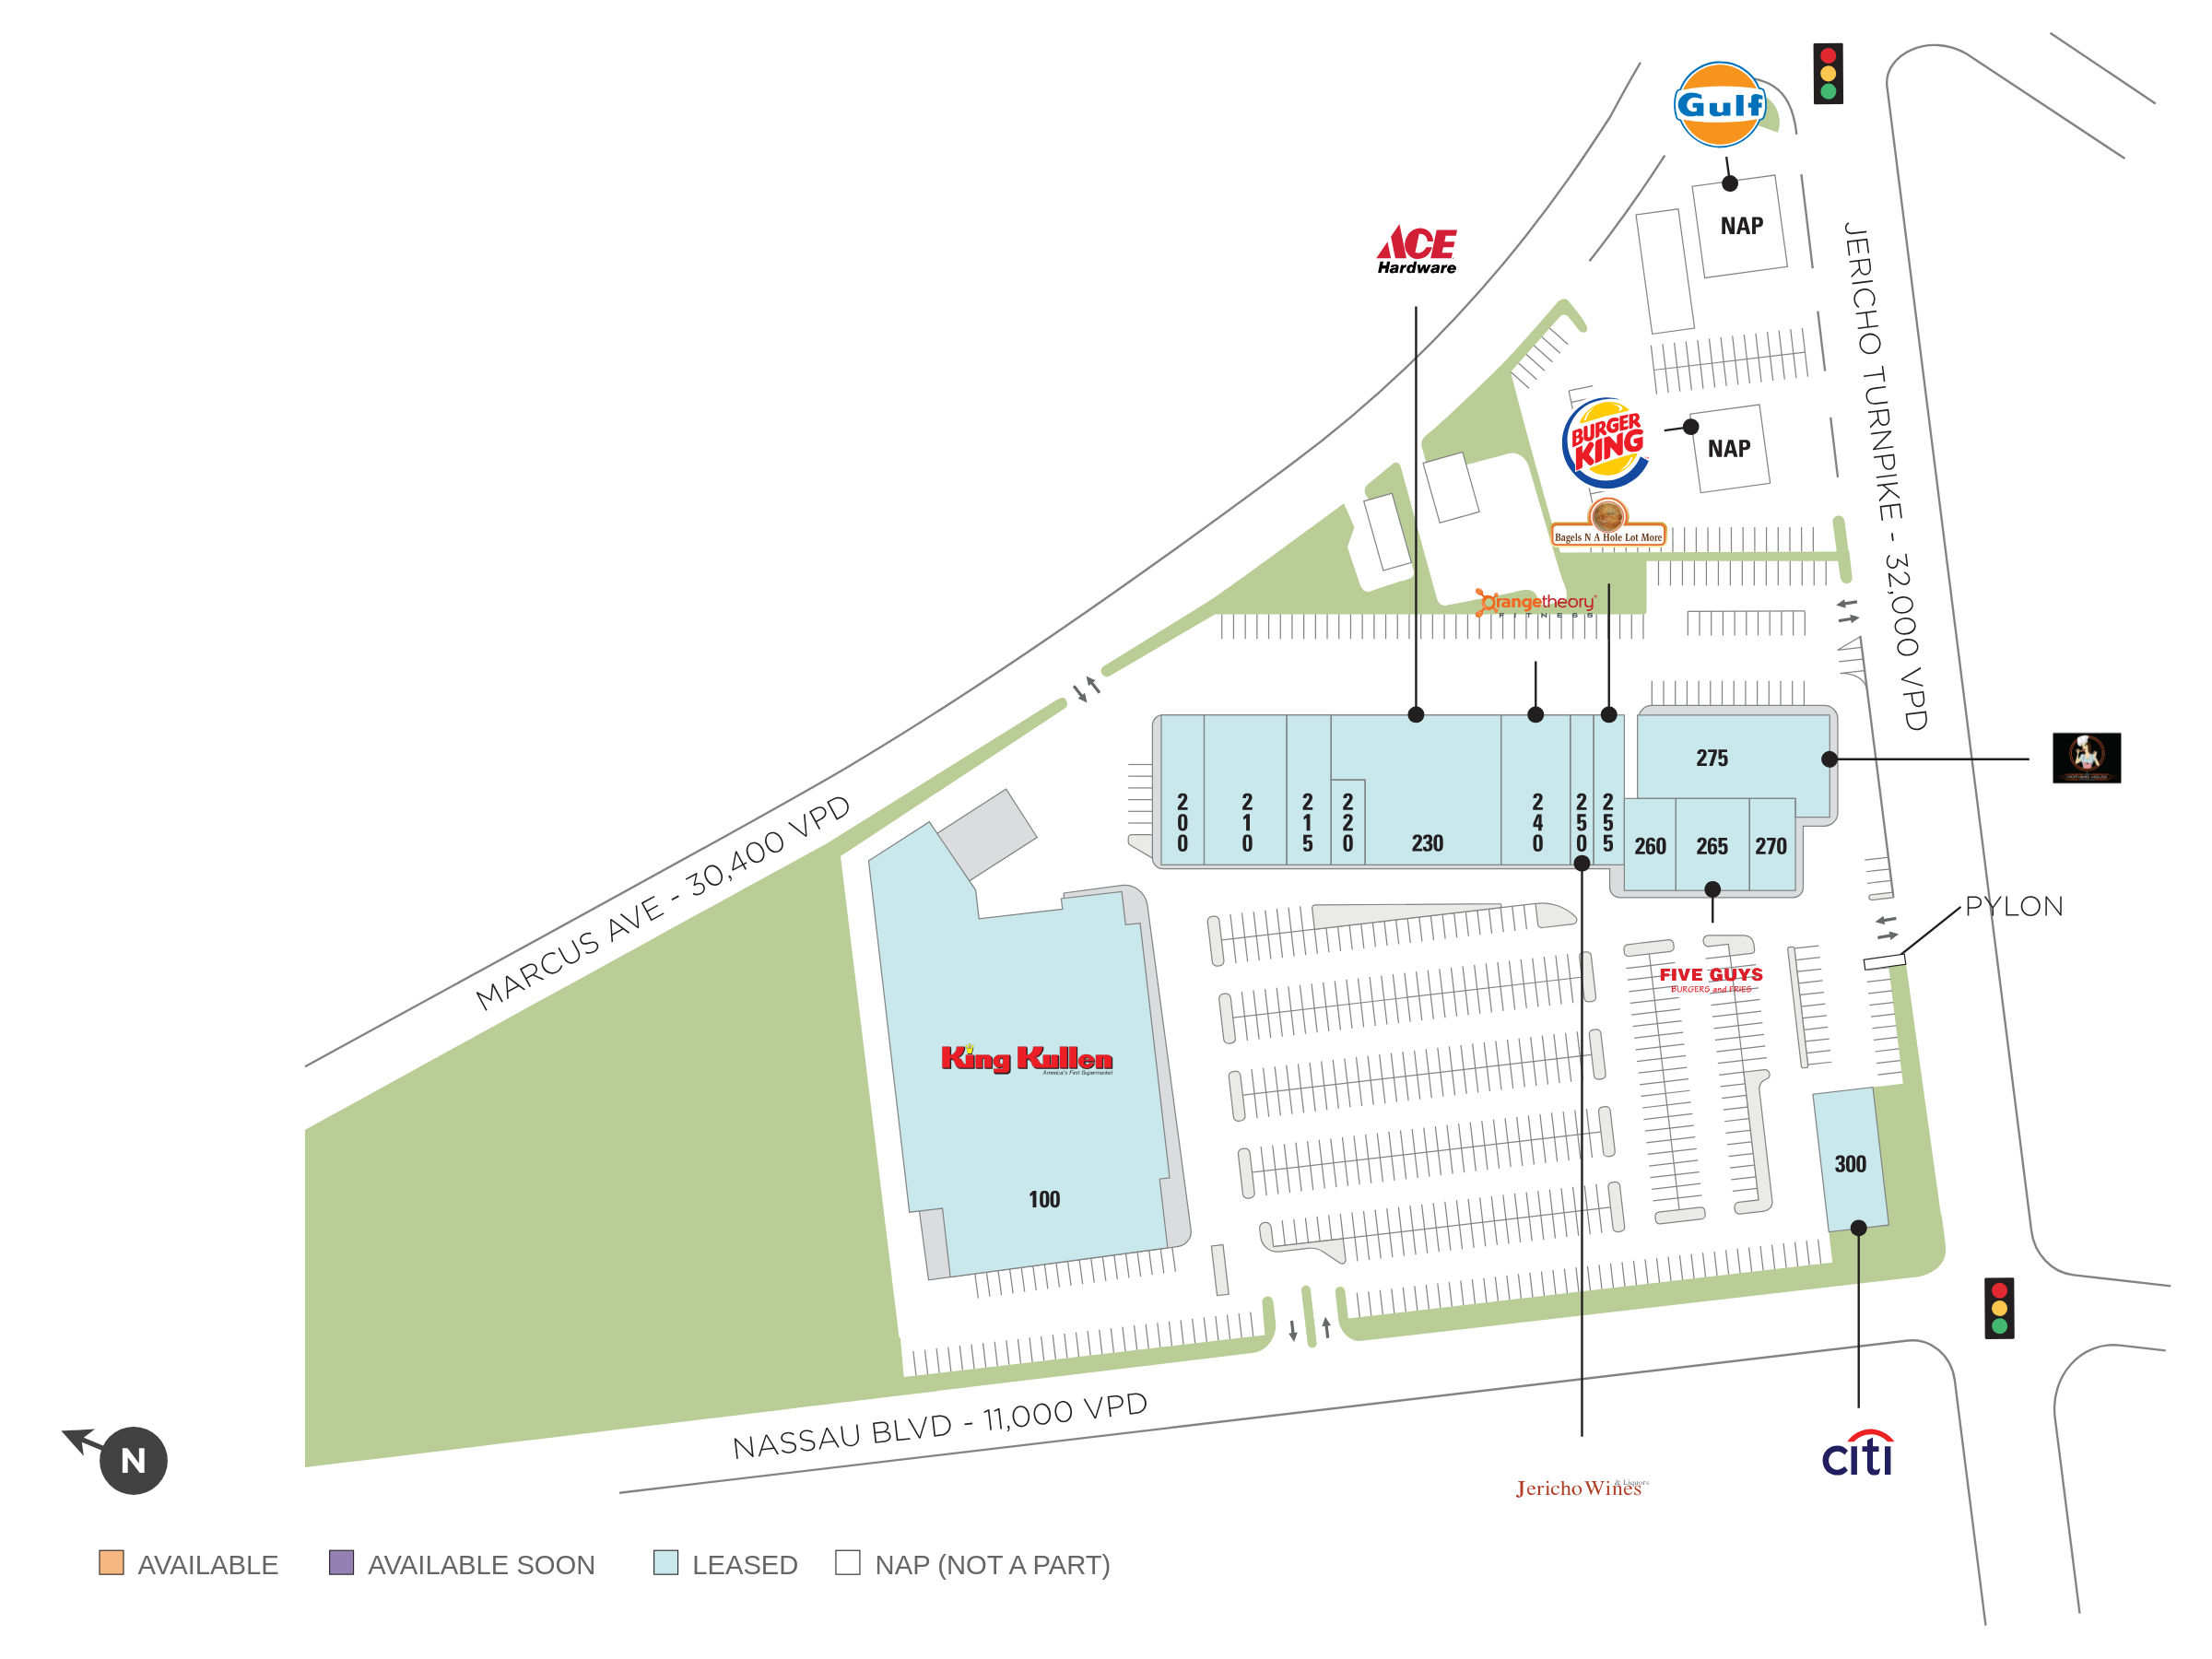 Gulf
NAP
ACE
Hardware
BURGER
KING
NAP
Bagels N A Hole Lot More
Orangetheory
FITNESS
JERICHO TURNPIKE - 32,000 VPD
MARCUS AVE - 30,400 VPD
200
210
215
220
230
240
250
255
260
265
270
275
PYLON
FIVE GUYS
BURGERS and FRIES
King Kullen
America's First Supermarket
100
300
NASSAU BLVD - 11,000 VPD
citi
Jericho Wines
& Liquors
N
AVAILABLE
AVAILABLE SOON
LEASED
NAP (NOT A PART)